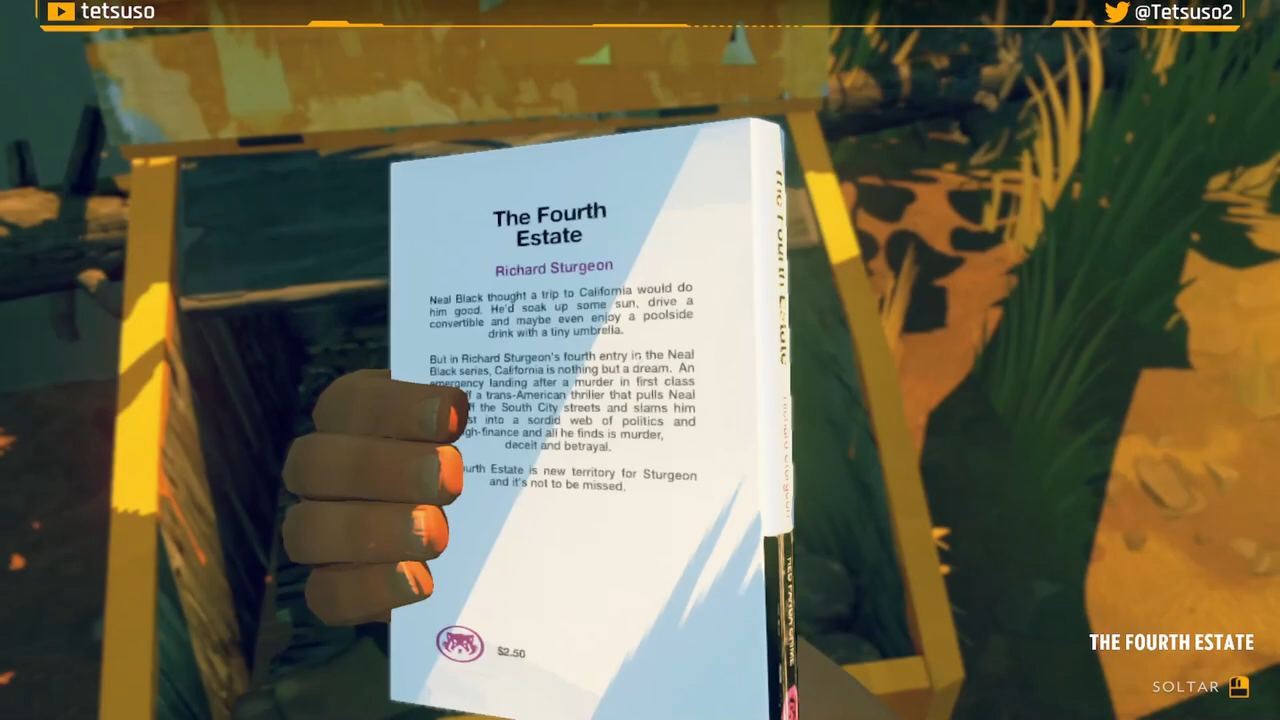 tetsuso
@Tetsuso2
The Fourth
Estate
Richard Sturgeon
Neal Black thought a trip to California would do
him good. He'd soak up some sun, drive a
convertible and maybe even enjoy a poolside
drink with a tiny umbrella.
But in Richard Sturgeon's fourth entry in the Neal
Black series, California is nothing but a dream. An
emergency landing after a murder in first class
a trans-American thriller that pulls Neal
the South City streets and slams him
into a sordid web of politics and
and all he finds is murder,
deceit and betrayal.
Estate is new territory for Sturgeon
and it's not to be missed.
$2.50
The Fourth Estate
THE FOURTH ESTATE
SOLTAR